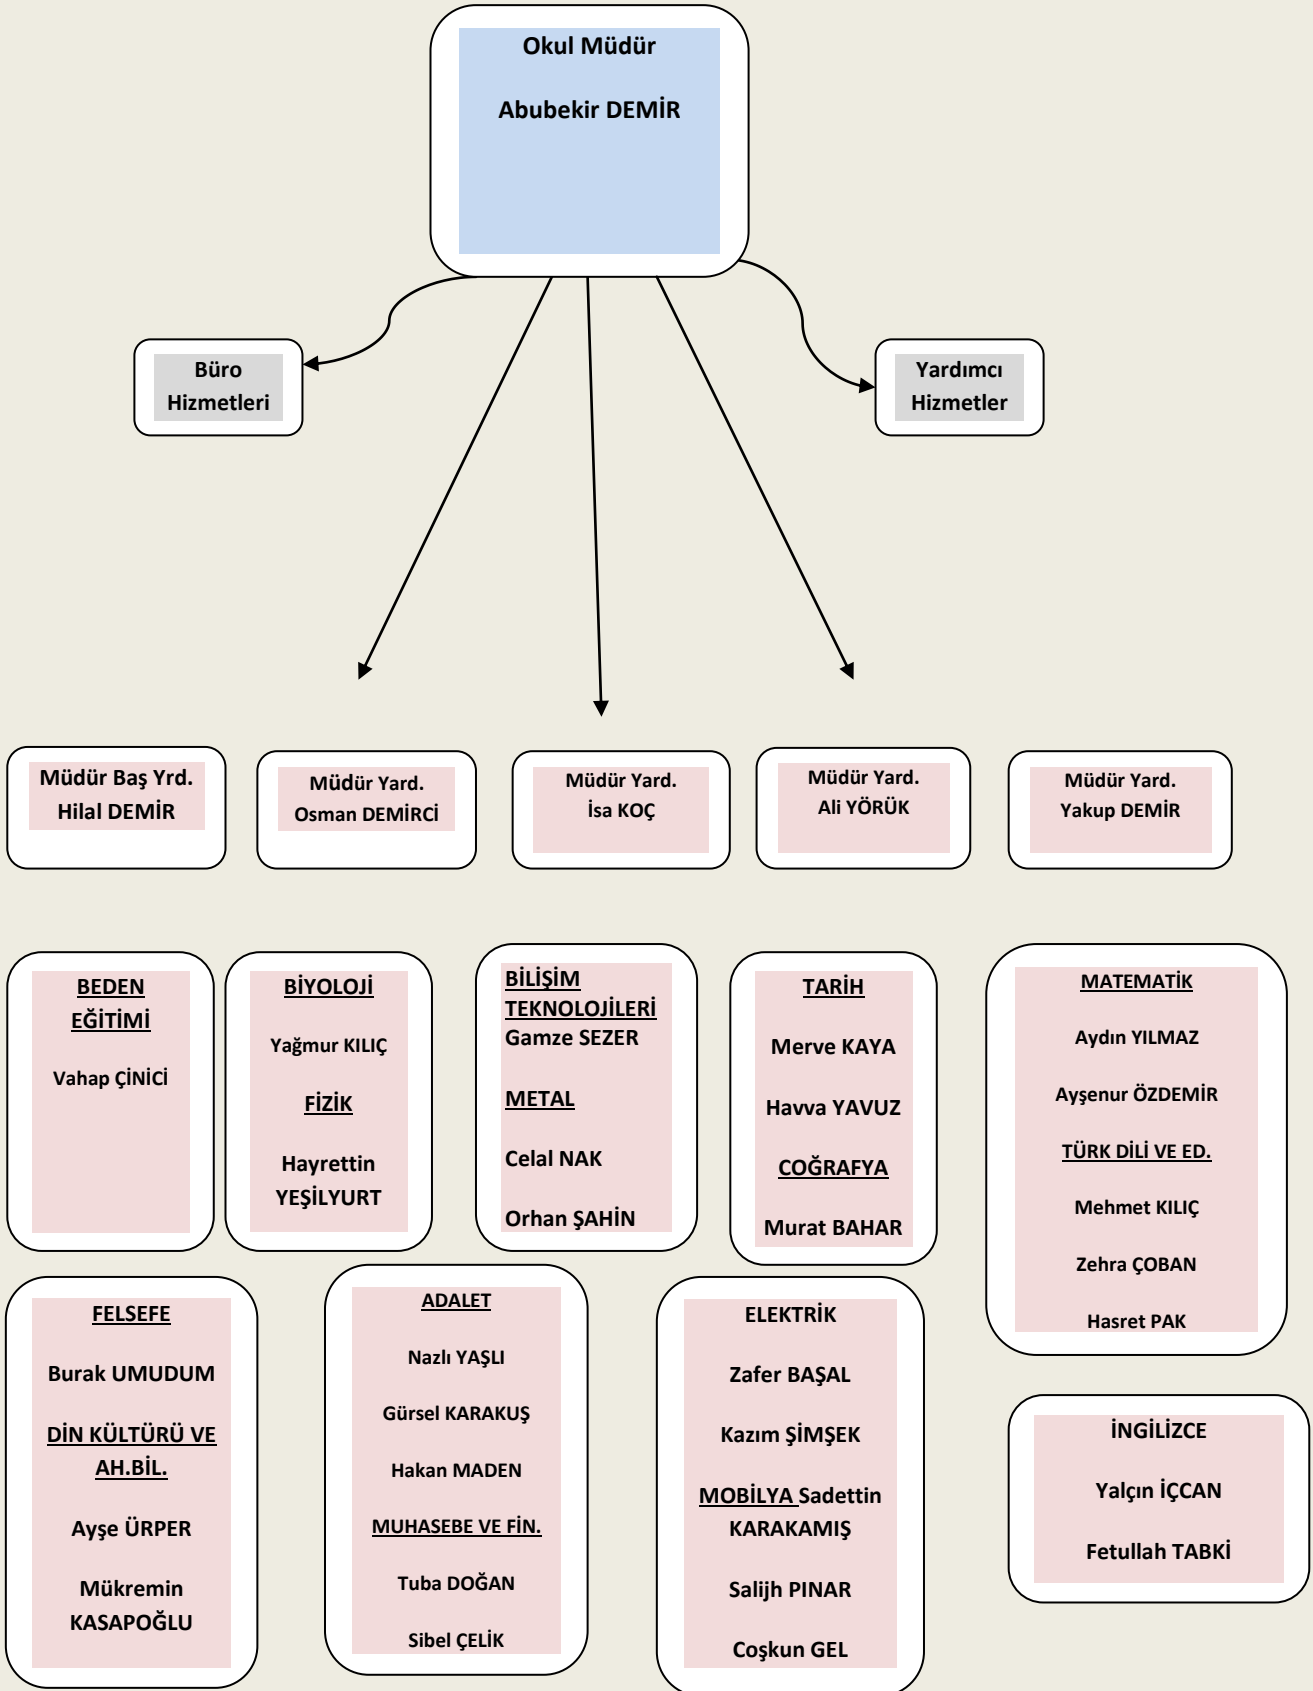 Okul Müdür
Abubekir DEMİR
Büro
Hizmetleri
Yardımcı
Hizmetler
Müdür Baş Yrd.
Hilal DEMİR
Müdür Yard.
Osman DEMİRCİ
Müdür Yard.
İsa KOÇ
Müdür Yard.
Ali YÖRÜK
Müdür Yard.
Yakup DEMİR
BEDEN
EĞİTİMİ
Vahap ÇİNİCİ
BİYOLOJİ
Yağmur KILIÇ
FİZİK
Hayrettin
YEŞİLYURT
BİLİŞİM
TEKNOLOJİLERİ
Gamze SEZER
METAL
Celal NAK
Orhan ŞAHİN
TARİH
Merve KAYA
Havva YAVUZ
COĞRAFYA
Murat BAHAR
MATEMATİK
Aydın YILMAZ
Ayşenur ÖZDEMİR
TÜRK DİLİ VE ED.
Mehmet KILIÇ
Zehra ÇOBAN
Hasret PAK
FELSEFE
Burak UMUDUM
DİN KÜLTÜRÜ VE
AH.BİL.
Ayşe ÜRPER
Mükremin
KASAPOĞLU
ADALET
Nazlı YAŞLI
Gürsel KARAKUŞ
Hakan MADEN
MUHASEBE VE FİN.
Tuba DOĞAN
Sibel ÇELİK
ELEKTRİK
Zafer BAŞAL
Kazım ŞİMŞEK
MOBİLYA Sadettin
KARAKAMIŞ
Salijh PINAR
Coşkun GEL
İNGİLİZCE
Yalçın İÇCAN
Fetullah TABKİ